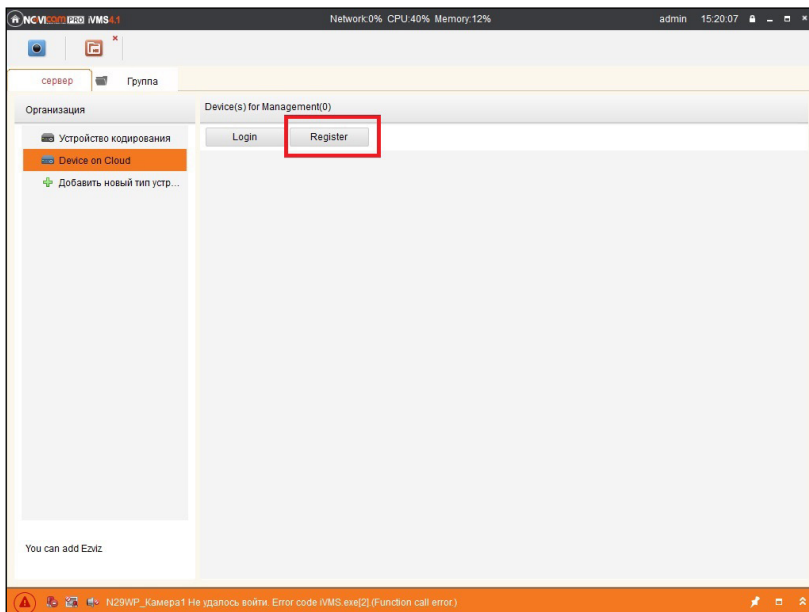 NOVIcom PRO iVMS4.1 Network:0% CPU:40% Memory:12% admin 15:20:07
сервер Группа
Организация Device(s) for Management(0)
Login Register
Устройство кодирования
Device on Cloud
Добавить новый тип устр...
You can add Ezviz
N29WP_Камера1 Не удалось войти. Error code iVMS.exe[2].(Function call error.)